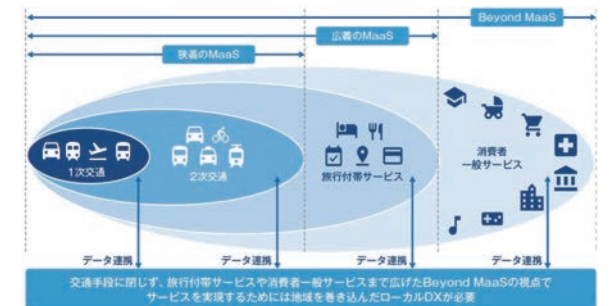 Beyond MaaS
広義のMaaS
狭義のMaaS
1次交通
2次交通
旅行付帯サービス
消費者
一般サービス
データ連携
データ連携
データ連携
データ連携
交通手段に閉じず、旅行付帯サービスや消費者一般サービスまで広げたBeyond MaaSの視点で
サービスを実現するためには地域を巻き込んだローカルDXが必要